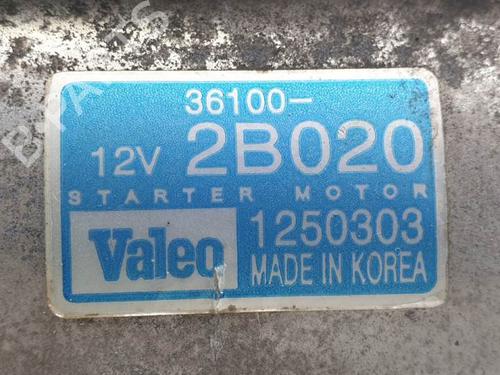 36100-
12V 2B020
STARTER MOTOR
Valeo 1250303
MADE IN KOREA